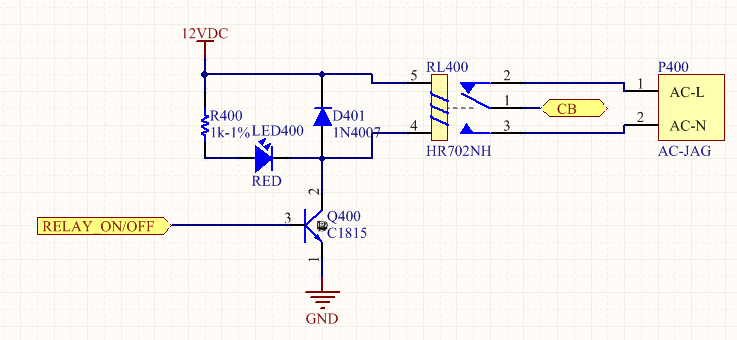 12VDC
RL400
P400
5
2
1
AC-L
R400
1k-1%
D401
1N4007
1
CB
LED400
4
3
2
AC-N
RED
HR702NH
AC-JAG
2
RELAY_ON/OFF
3
Q400
C1815
1
GND